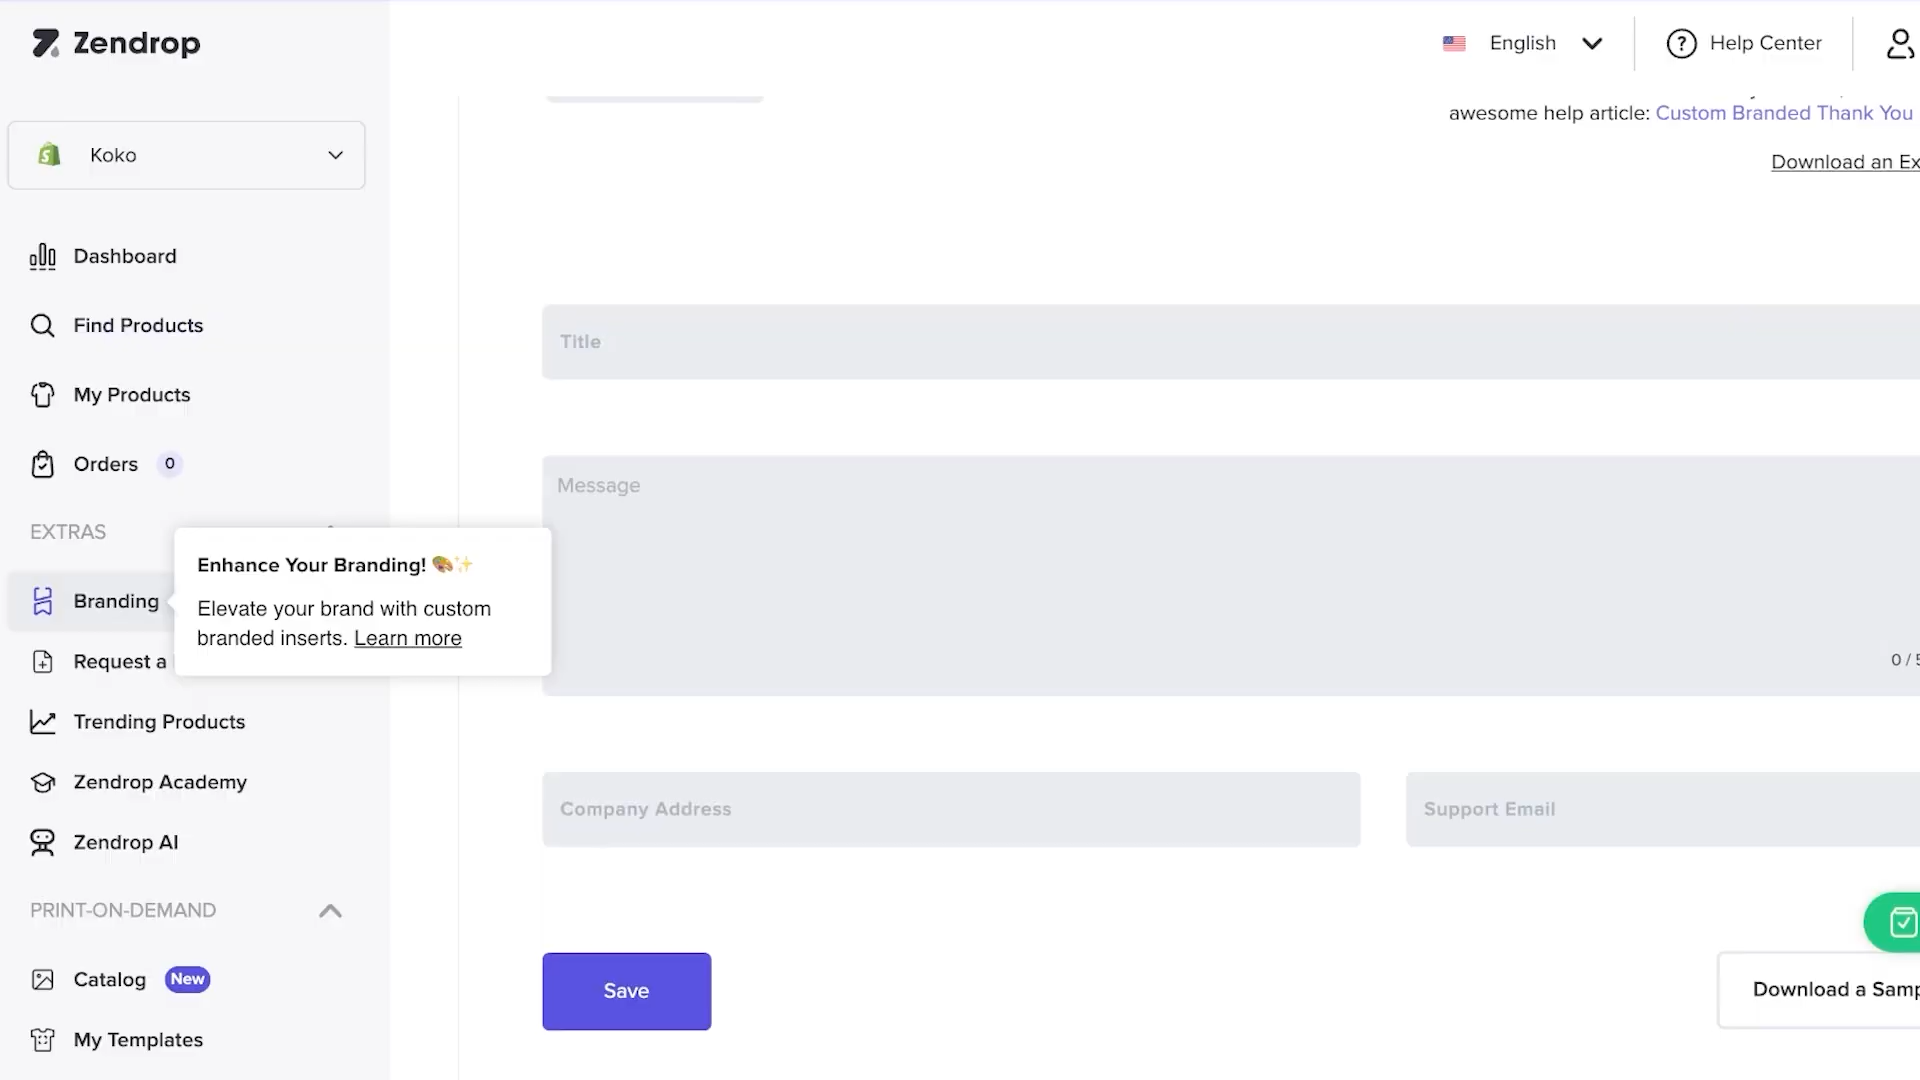 Zendrop
English
Help Center
Koko
awesome help article: Custom Branded Thank You
Download an Ex
Dashboard
Find Products
My Products
Orders 0
EXTRAS
Branding
Request a
Trending Products
Zendrop Academy
Zendrop AI
PRINT-ON-DEMAND
Catalog New
My Templates
Enhance Your Branding! 🎨✨
Elevate your brand with custom
branded inserts. Learn more
Title
Message
0 / 5
Company Address
Support Email
Save
Download a Samp